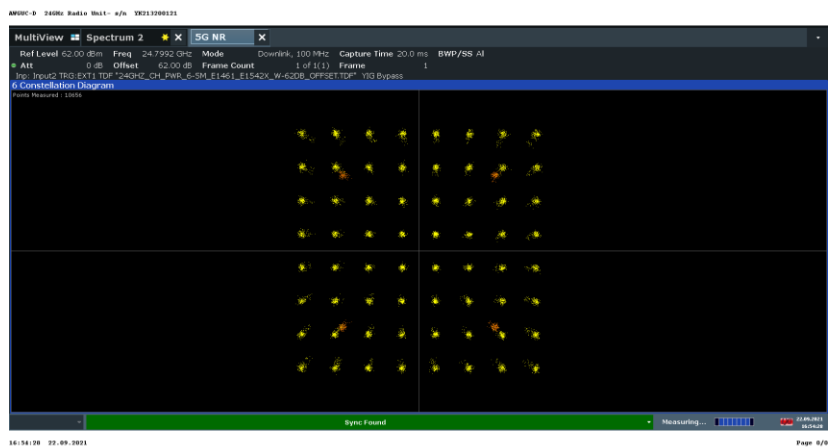 AWGUC-D 24GHz Radio Unit- s/n YK213200121
MultiView Spectrum 2 X 5G NR X
Ref Level 62.00 dBm Freq 24.7992 GHz Mode Downlink, 100 MHz Capture Time 20.0 ms BWP/SS All
Att 0 dB Offset 62.00 dB Frame Count 1 of 1(1) Frame 1
Inp: Input2 TRG:EXT1 TDF "24GHZ_CH_PWR_6-5M_E1461_E1542X_W-62DB_OFFSET.TDF" YIG Bypass
6 Constellation Diagram
Points Measured : 10656
Sync Found
Measuring...
22.09.2021
16:54:28
16:54:28 22.09.2021
Page 0/0